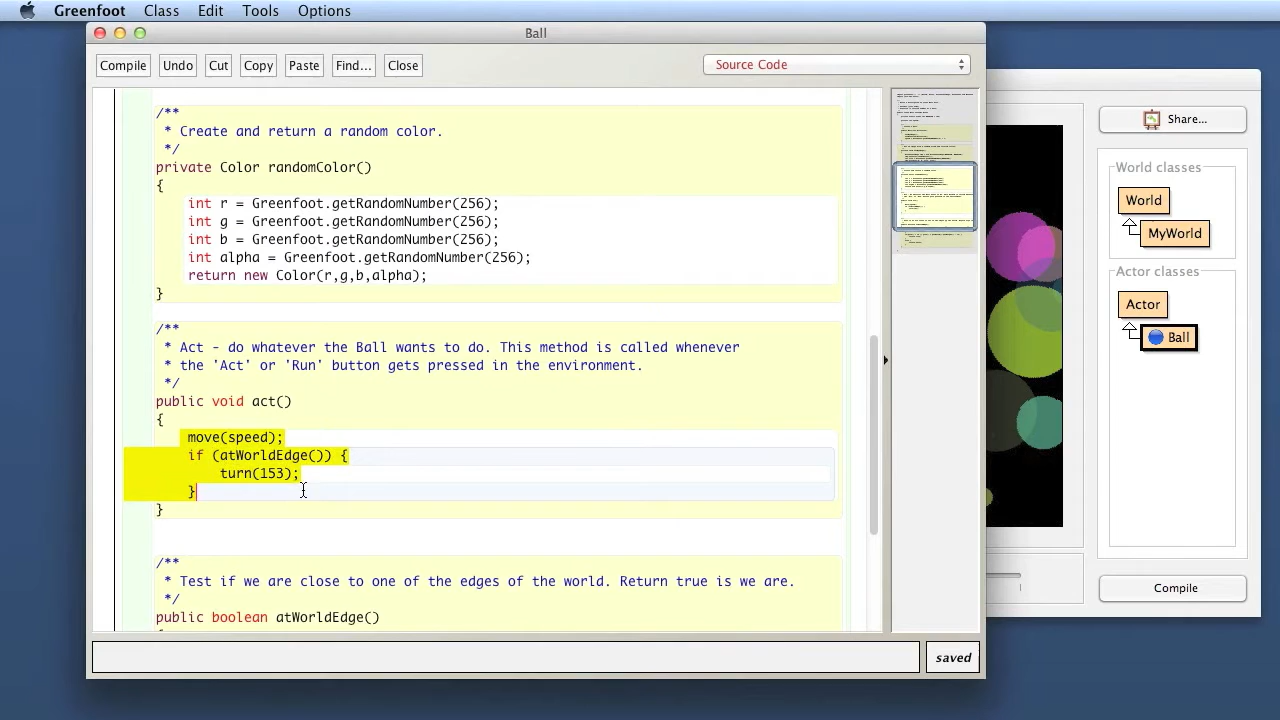 Greenfoot Class Edit Tools Options
Ball
Compile Undo Cut Copy Paste Find... Close Source Code
/**
* Create and return a random color.
*/
private Color randomColor()
{
int r = Greenfoot.getRandomNumber(256);
int g = Greenfoot.getRandomNumber(256);
int b = Greenfoot.getRandomNumber(256);
int alpha = Greenfoot.getRandomNumber(256);
return new Color(r,g,b,alpha);
}
/**
* Act - do whatever the Ball wants to do. This method is called whenever
* the 'Act' or 'Run' button gets pressed in the environment.
*/
public void act()
{
move(speed);
if (atWorldEdge()) {
turn(153);
}
}
/**
* Test if we are close to one of the edges of the world. Return true is we are.
*/
public boolean atWorldEdge()
saved
Share...
World classes
World
MyWorld
Actor classes
Actor
Ball
Compile